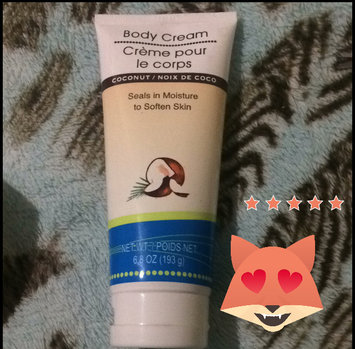 Body Cream
Crème pour
le corps
COCONUT / NOIX DE COCO
Seals in Moisture
to Soften Skin
NET WT. / POIDS NET
6.8 OZ (193 g)